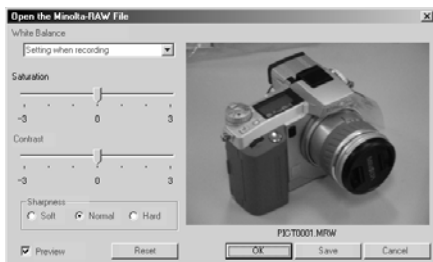 Open the Minolta-RAW File
White Balance
Setting when recording
Saturation
-3 0 3
Contrast
-3 0 3
Sharpness
Soft Normal Hard
PICT0001.MRW
Preview Reset OK Save Cancel